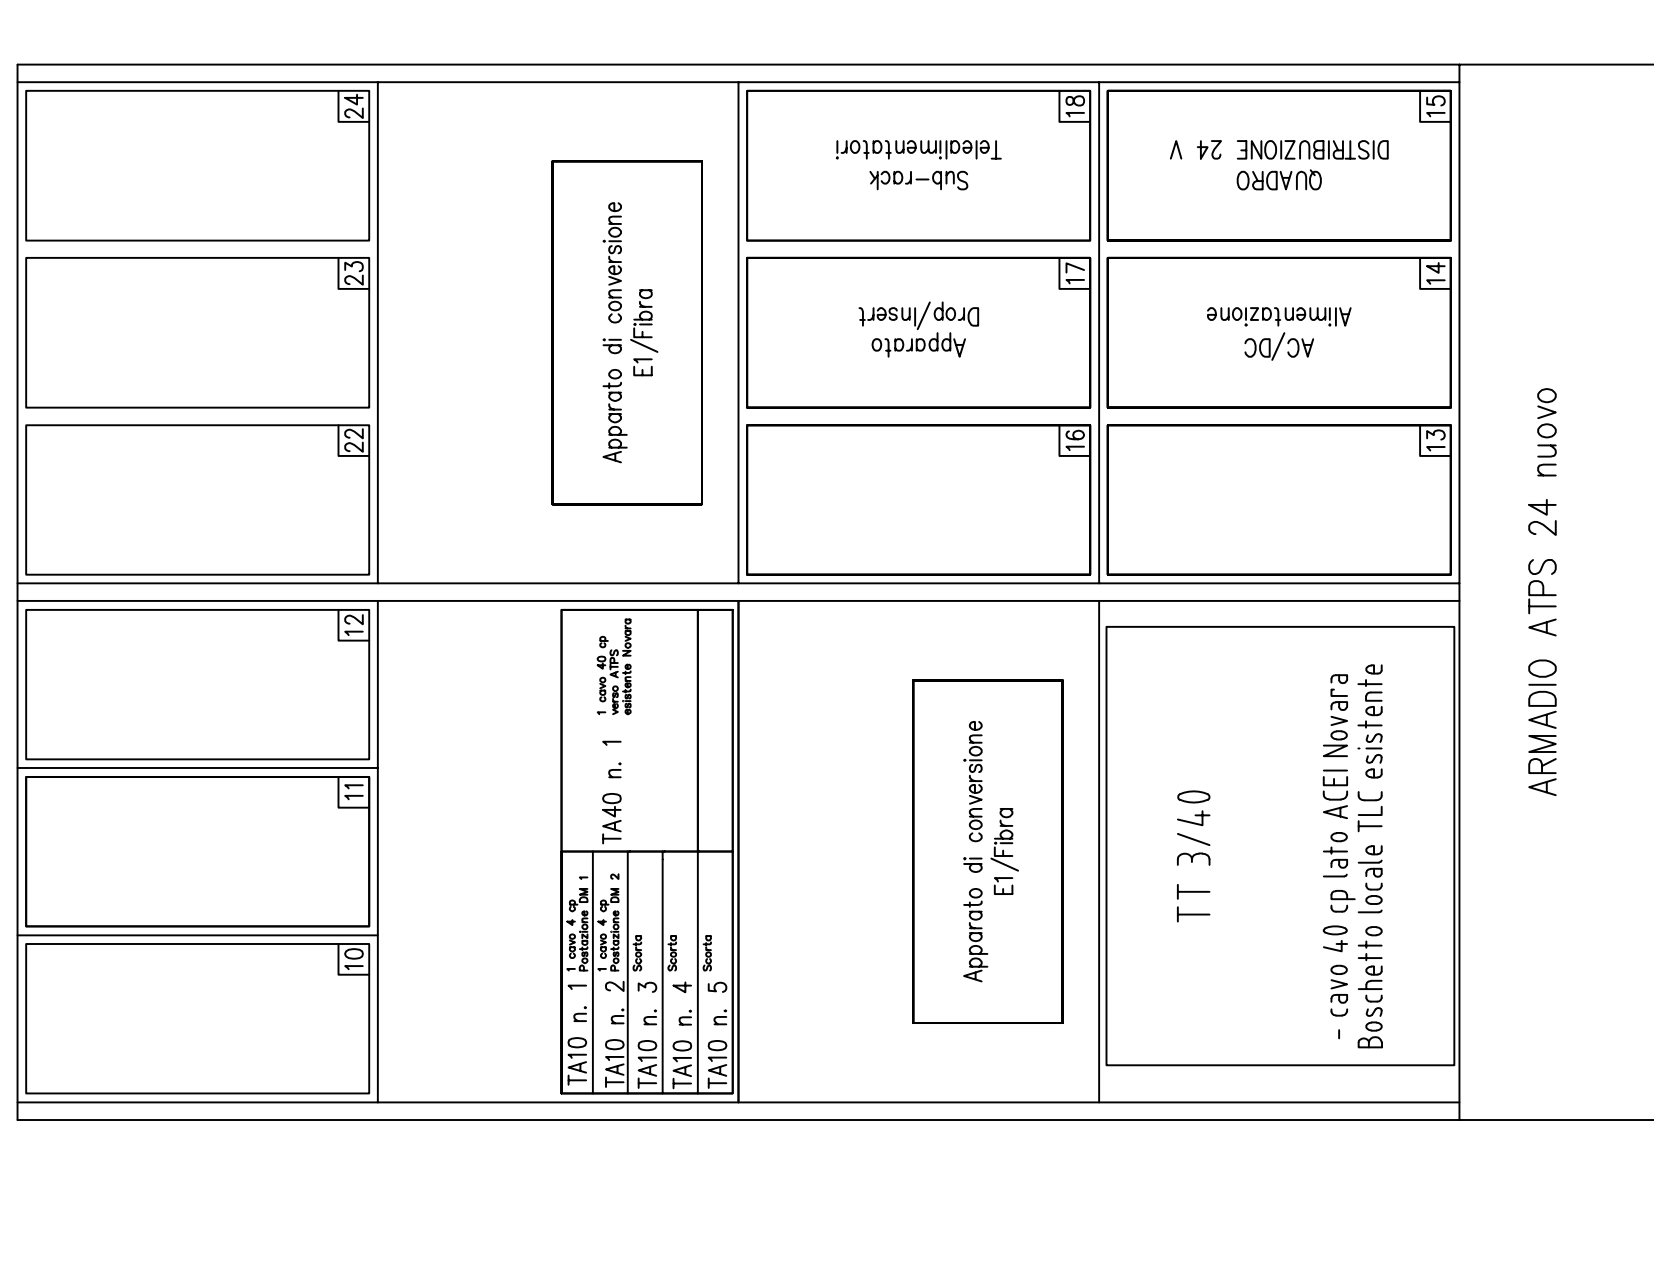 10
11
12
22
23
24
TA10 n. 1
1 cavo 4 cp
Postazione DM 1
TA10 n. 2
1 cavo 4 cp
Postazione DM 2
TA10 n. 3
Scorta
TA10 n. 4
Scorta
TA10 n. 5
Scorta
TA40 n. 1
1 cavo 40 cp
verso ATPS
esistente Novara
Apparato di conversione
E1/Fibra
Apparato di conversione
E1/Fibra
16
17
Apparato
Drop/Insert
18
Sub-rack
Telealimentatori
TT 3/40
- cavo 40 cp lato ACEI Novara
Boschetto locale TLC esistente
13
14
AC/DC
Alimentazione
15
QUADRO
DISTRIBUZIONE 24 V
ARMADIO ATPS 24 nuovo